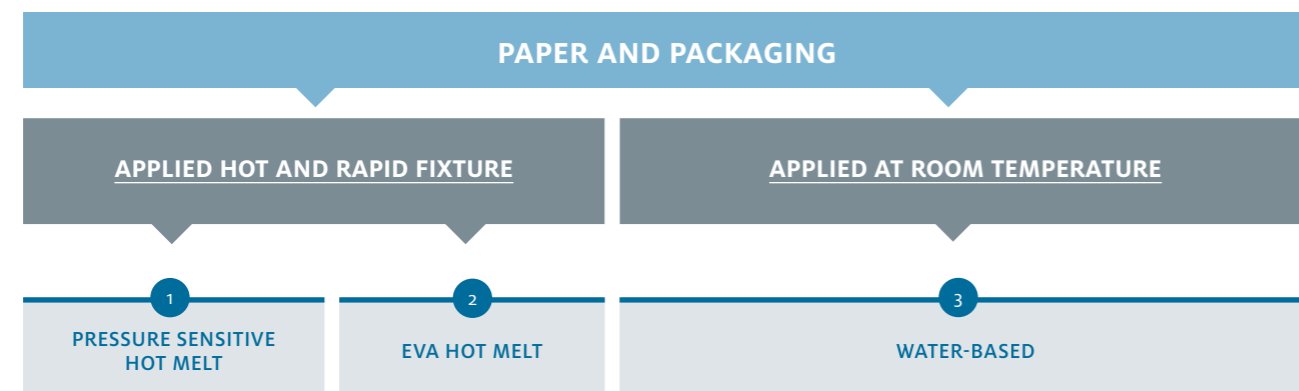 PAPER AND PACKAGING
APPLIED HOT AND RAPID FIXTURE
APPLIED AT ROOM TEMPERATURE
1
2
3
PRESSURE SENSITIVE
HOT MELT
EVA HOT MELT
WATER-BASED